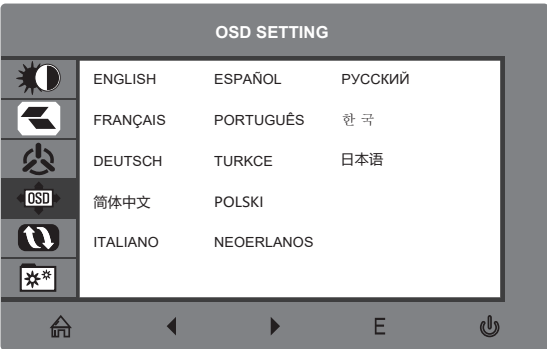 OSD SETTING
ENGLISH ESPAÑOL РУССКИЙ
FRANÇAIS PORTUGUÊS 한 국
DEUTSCH TURKCE 日本语
OSD 简体中文 POLSKI
ITALIANO NEOERLANOS
E